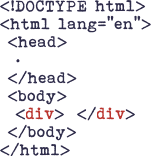 <!DOCTYPE html>
<html lang="en">
<head>
.
</head>
<body>
<div> </div>
</body>
</html>